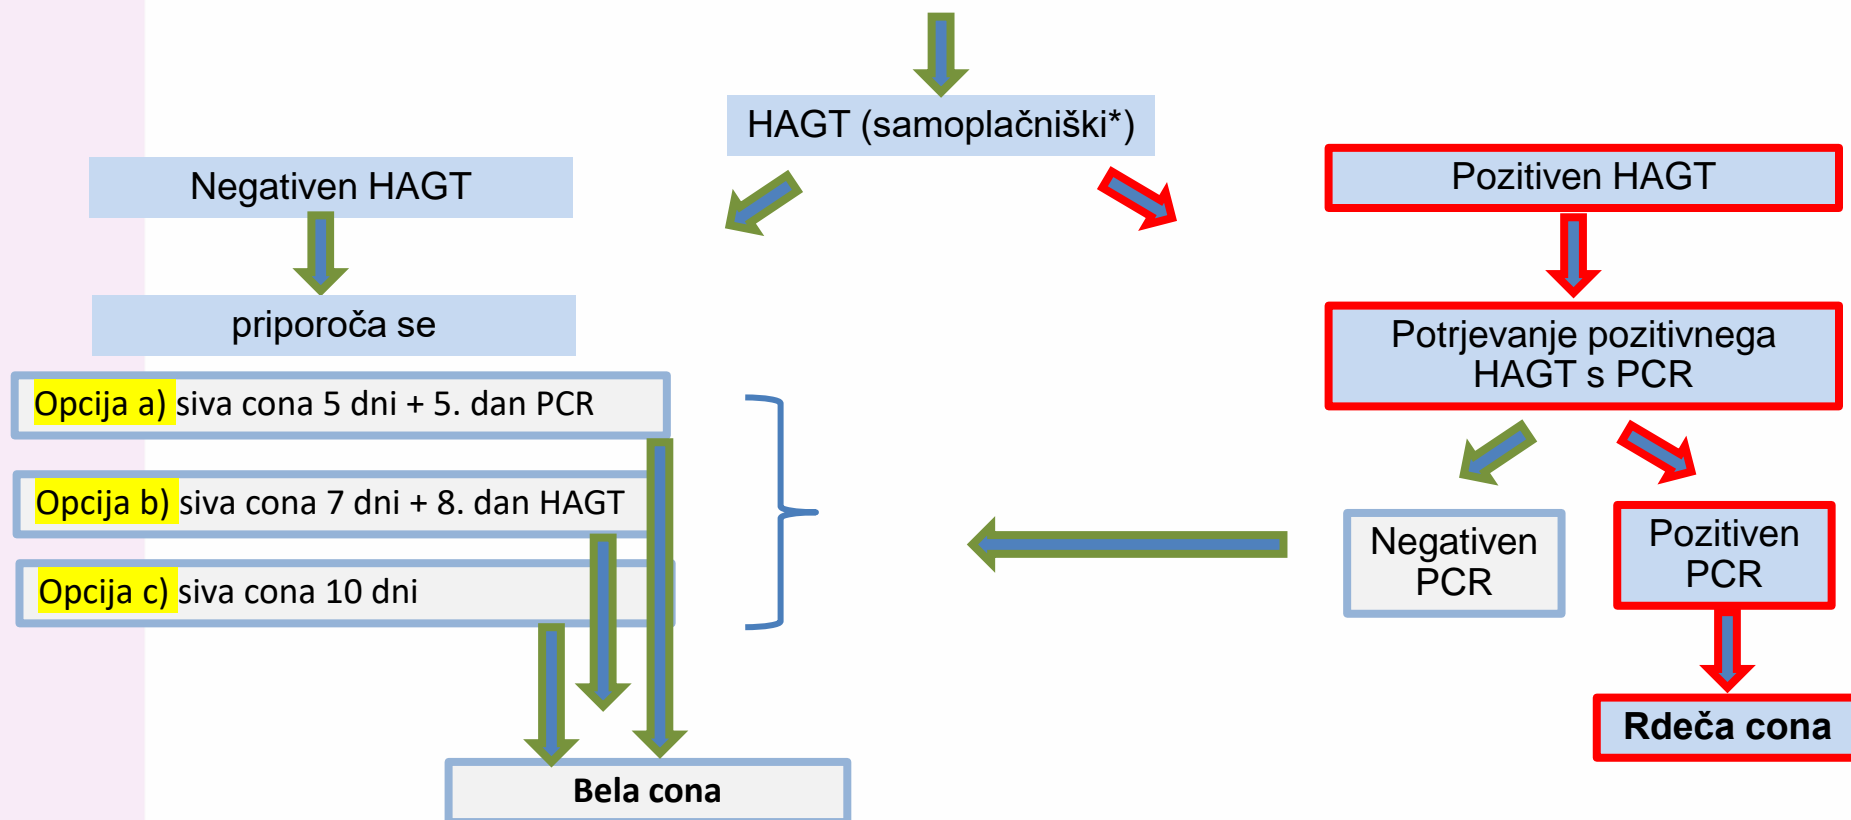 HAGT (samoplačniški*)
Negativen HAGT
priporoča se
Opcija a) siva cona 5 dni + 5. dan PCR
Opcija b) siva cona 7 dni + 8. dan HAGT
Opcija c) siva cona 10 dni
Bela cona
Pozitiven HAGT
Potrjevanje pozitivnega
HAGT s PCR
Negativen
PCR
Pozitiven
PCR
Rdeča cona